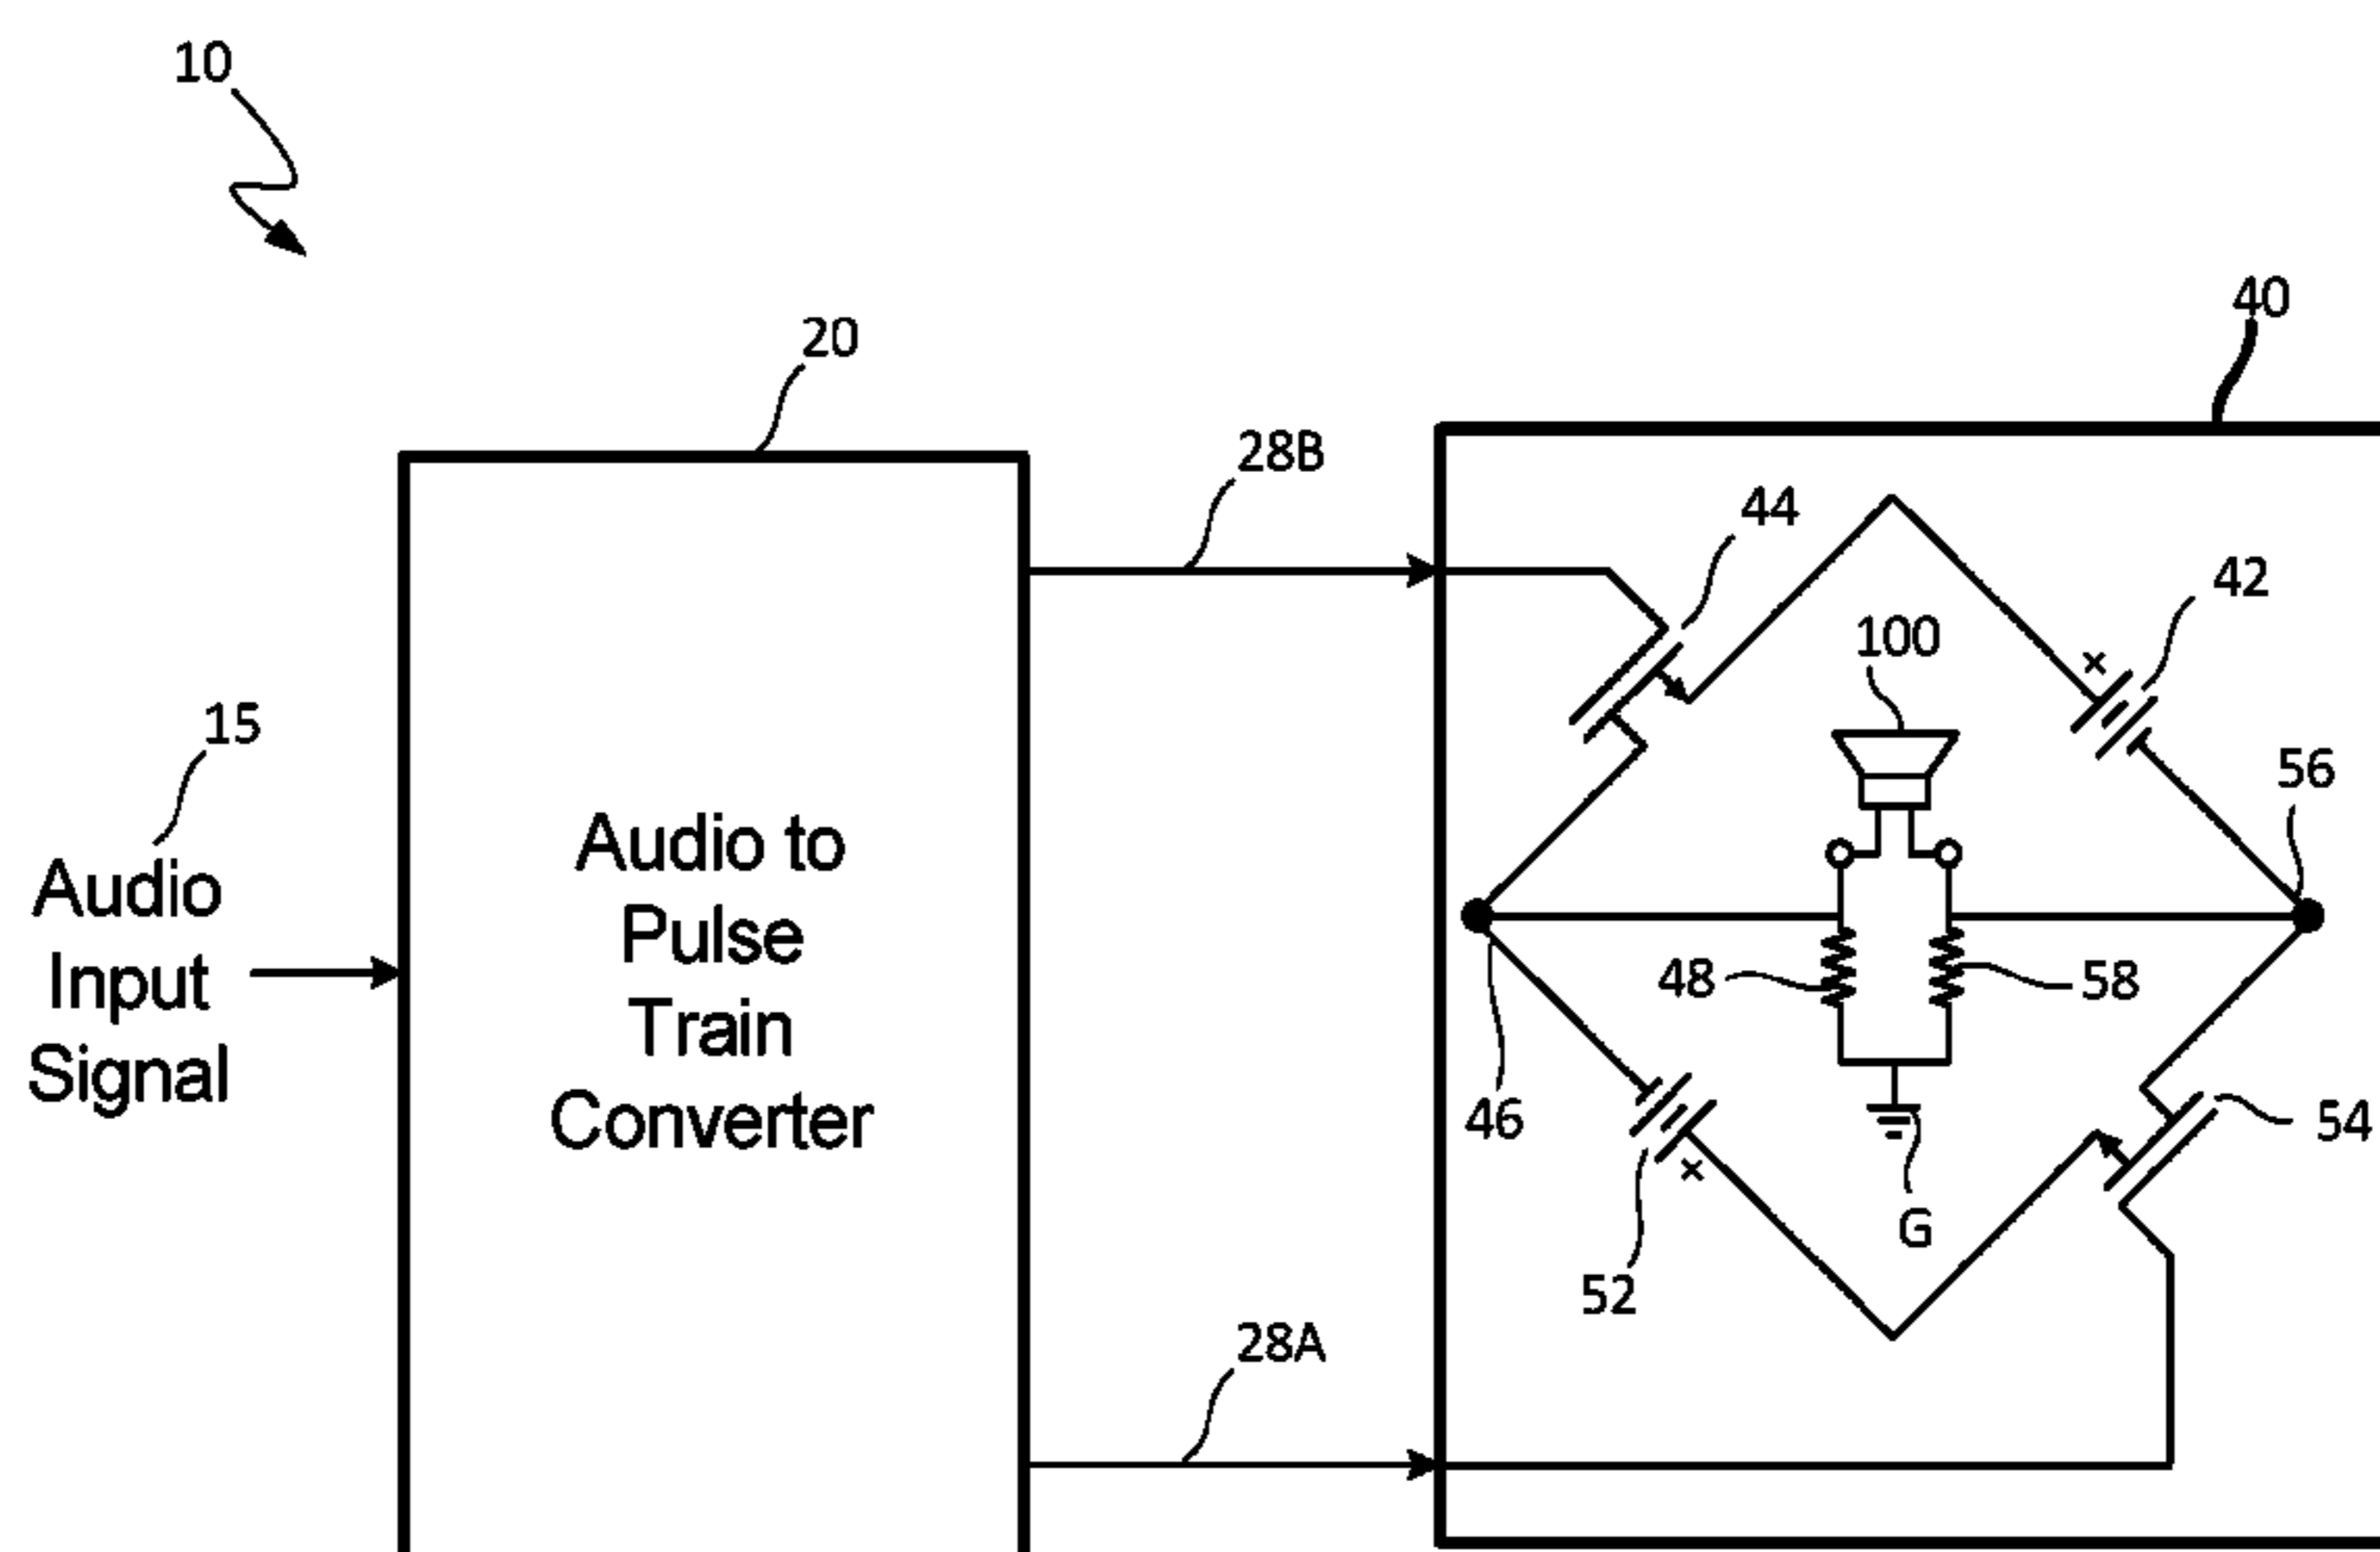 10
40
20
28B
44
42
100
15
56
Audio
Input
Signal
Audio to
Pulse
Train
Converter
48
58
46
54
G
52
28A
×
×